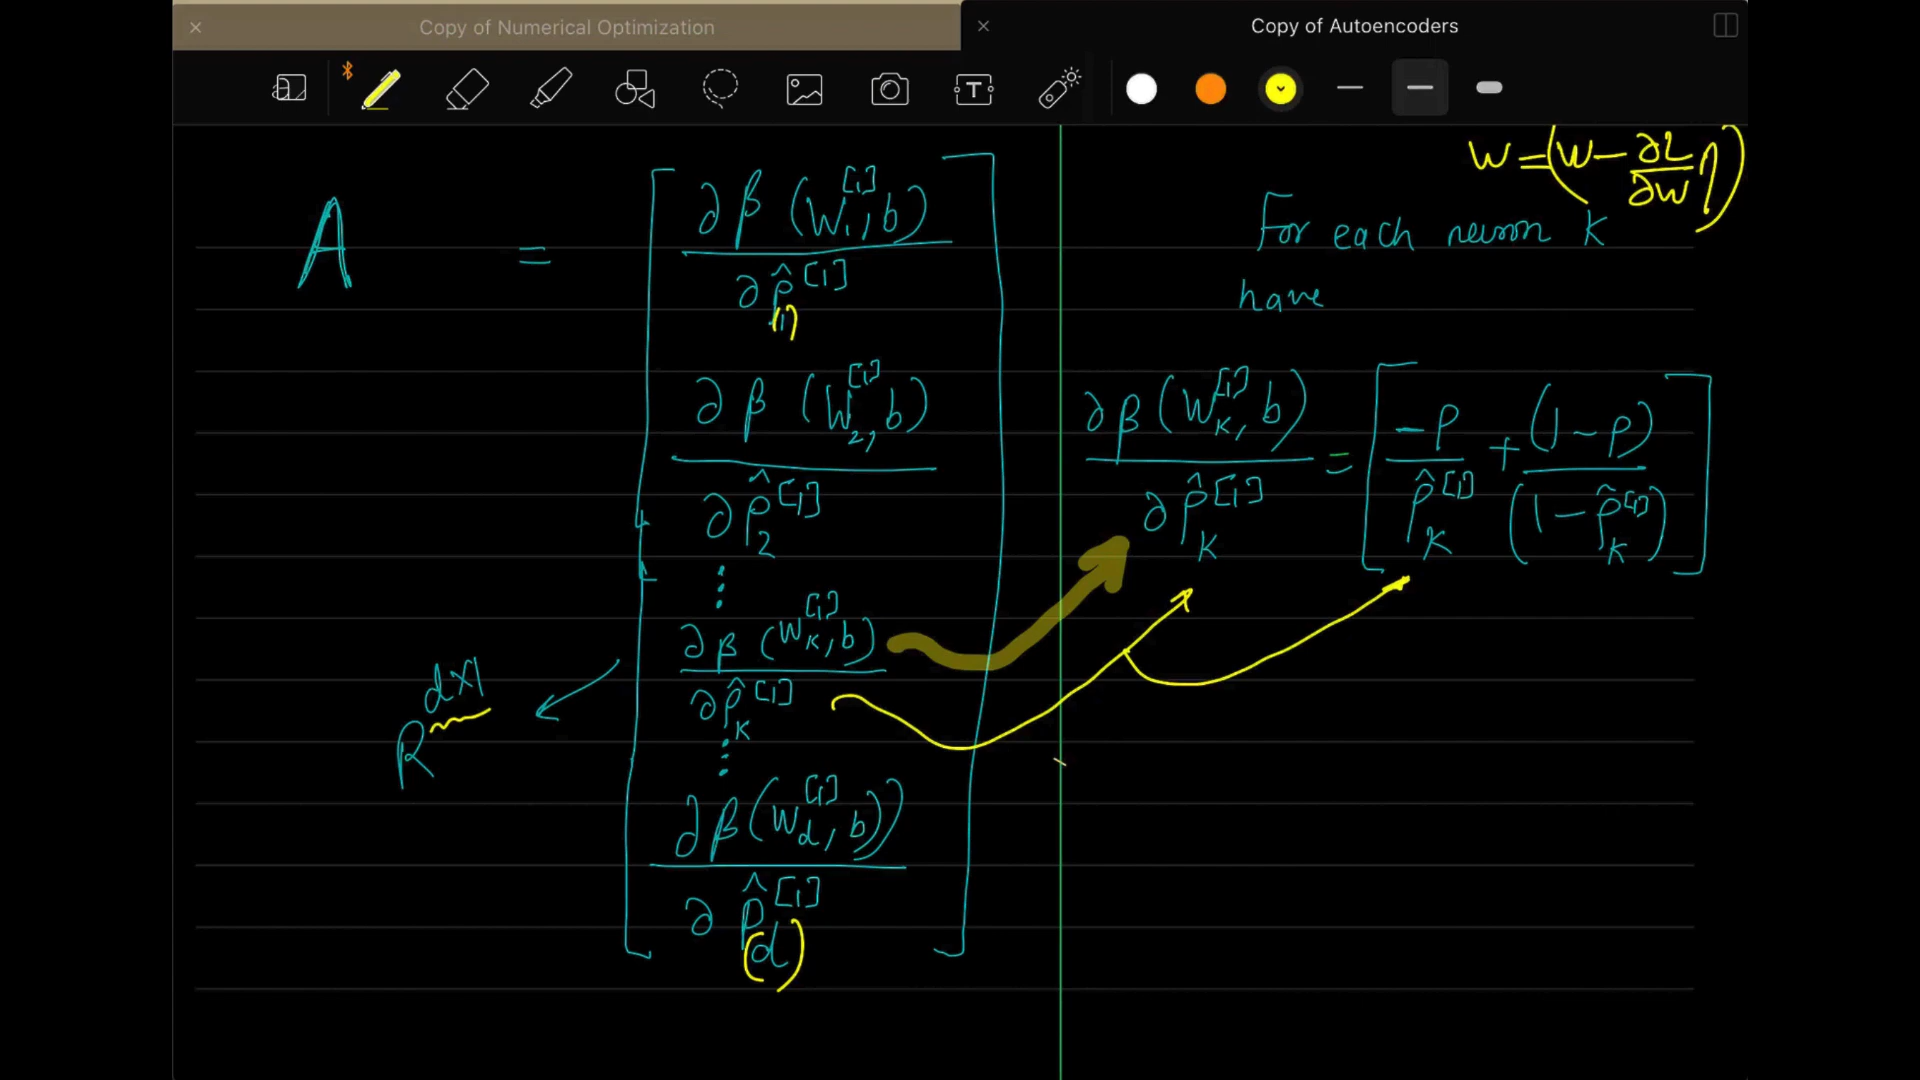 Copy of Numerical Optimization
Copy of Autoencoders
T
W = (W - ∂L/∂W η)
A = [ ∂β (W₁^[1], b) / ∂ρ̂₁^[1]
∂β (W₂^[1], b) / ∂ρ̂₂^[1]
⋮
∂β (W_K^[1], b) / ∂ρ̂_K^[1]
⋮
∂β (W_d^[1], b) / ∂ρ̂_d^[1] ]
R^{d×1}
For each neuron K
have
∂β (W_K^[1], b) / ∂ρ̂_K^[1] = [ -ρ / ρ̂_K^[1] + (1-ρ) / (1-ρ̂_K^[1]) ]